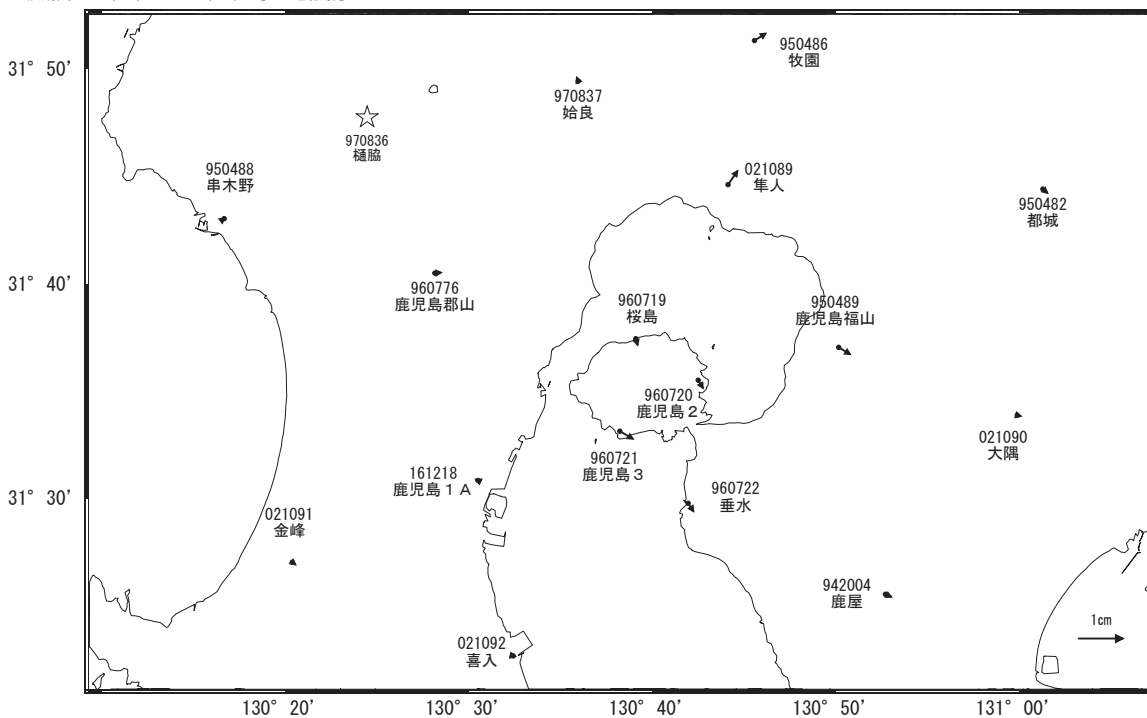 31° 50'
31° 40'
31° 30'
950486
牧園
970837
姶良
970836
樋脇
950488
串木野
021089
隼人
950482
都城
960776
鹿児島郡山
960719
桜島
950489
鹿児島福山
960720
鹿児島２
960721
鹿児島３
021090
大隅
161218
鹿児島１Ａ
960722
垂水
021091
金峰
942004
鹿屋
021092
喜入
1cm
130° 20'
130° 30'
130° 40'
130° 50'
131° 00'